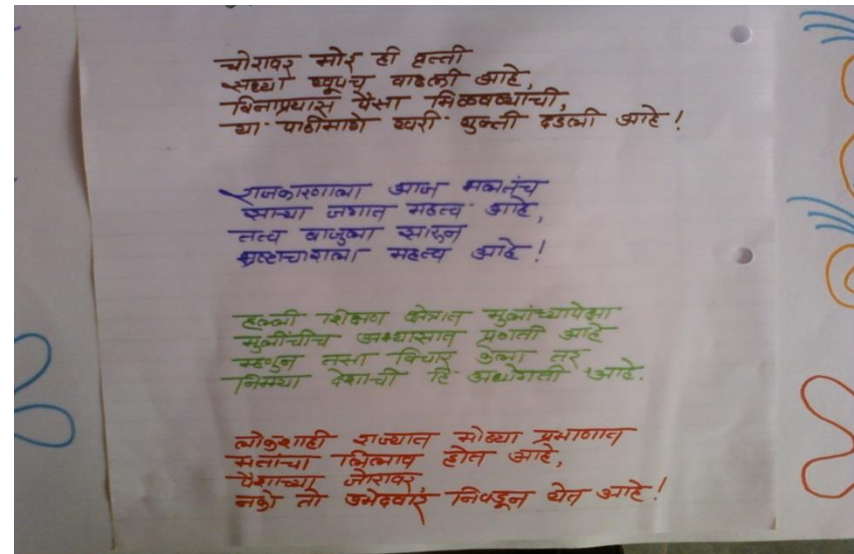 चोरावर मोर ही वृत्ती
सध्या खूपच वाढली आहे,
विनाप्रयास पैसा मिळवण्याची,
या पाठीमागे खरी युक्ती दडली आहे!
राजकारणाला आज भलतंच
साऱ्या जगात महत्व आहे,
तत्व बाजुला सारून
भ्रष्टाचाराला महत्व आहे!
हल्ली शिक्षण क्षेत्रात मुलांच्यापेक्षा
मुलींचीच अभ्यासात प्रगती आहे
म्हणुन तसा विचार केला तर
निम्म्या देशाची हि अधोगती आहे.
लोकशाही राज्यात मोठ्या प्रमाणात
मतांचा लिलाव होत आहे,
पैशाच्या जोरावर
नको तो उमेदवार निवडून येत आहे!